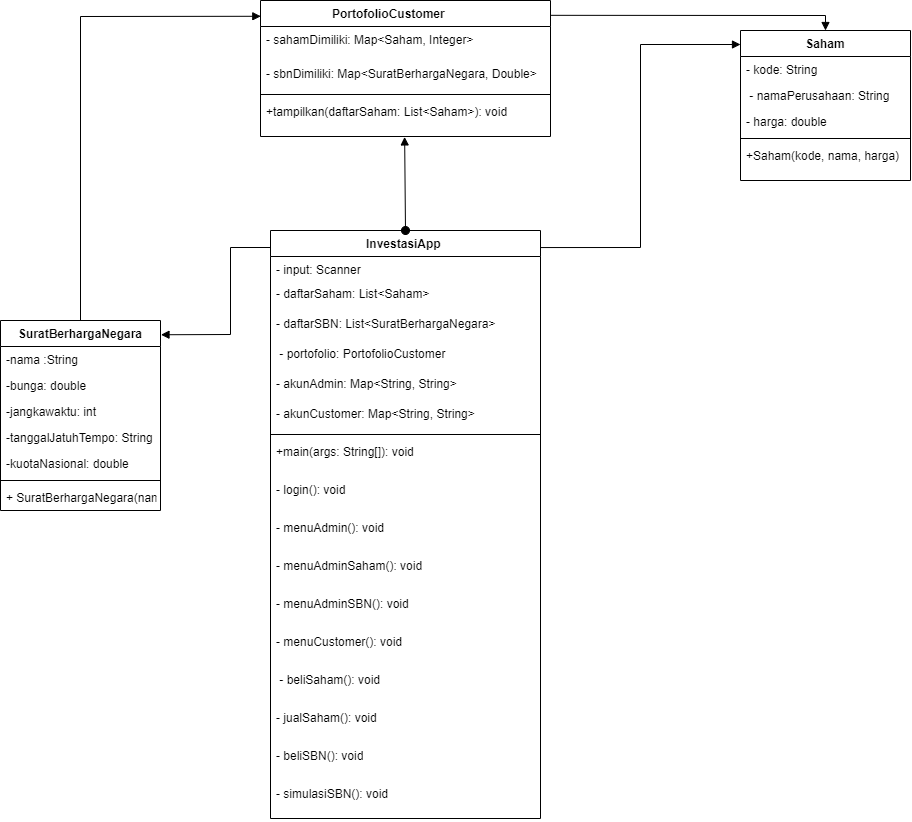 PortofolioCustomer
- sahamDimiliki: Map<Saham, Integer>
- sbnDimiliki: Map<SuratBerhargaNegara, Double>
+tampilkan(daftarSaham: List<Saham>): void
Saham
- kode: String
- namaPerusahaan: String
- harga: double
+Saham(kode, nama, harga)
InvestasiApp
- input: Scanner
- daftarSaham: List<Saham>
- daftarSBN: List<SuratBerhargaNegara>
- portofolio: PortofolioCustomer
- akunAdmin: Map<String, String>
- akunCustomer: Map<String, String>
+main(args: String[]): void
- login(): void
- menuAdmin(): void
- menuAdminSaham(): void
- menuAdminSBN(): void
- menuCustomer(): void
- beliSaham(): void
- jualSaham(): void
- beliSBN(): void
- simulasiSBN(): void
SuratBerhargaNegara
-nama :String
-bunga: double
-jangkawaktu: int
-tanggalJatuhTempo: String
-kuotaNasional: double
+ SuratBerhargaNegara(nan